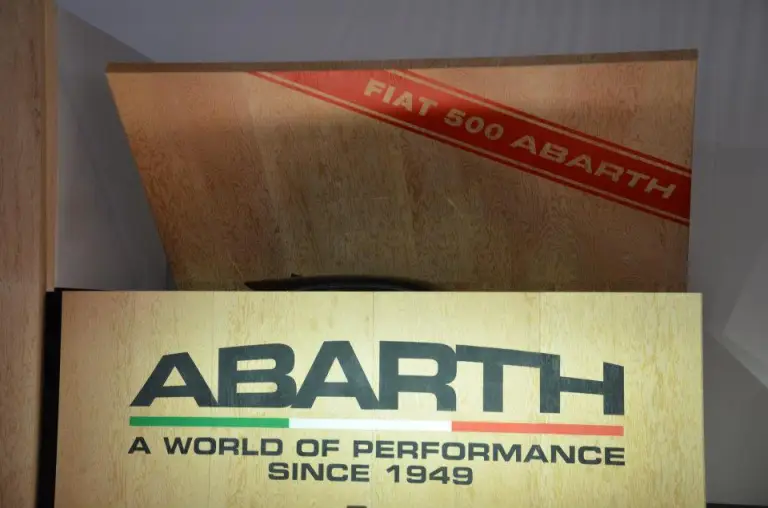 FIAT 500 ABARTH
ABARTH
A WORLD OF PERFORMANCE
SINCE 1949